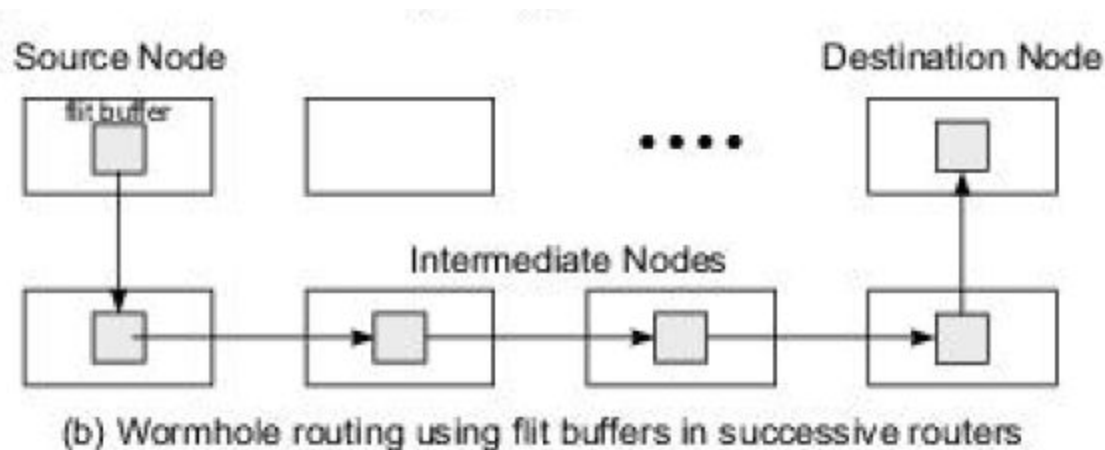 Source Node
Destination Node
flit buffer
Intermediate Nodes
(b) Wormhole routing using flit buffers in successive routers